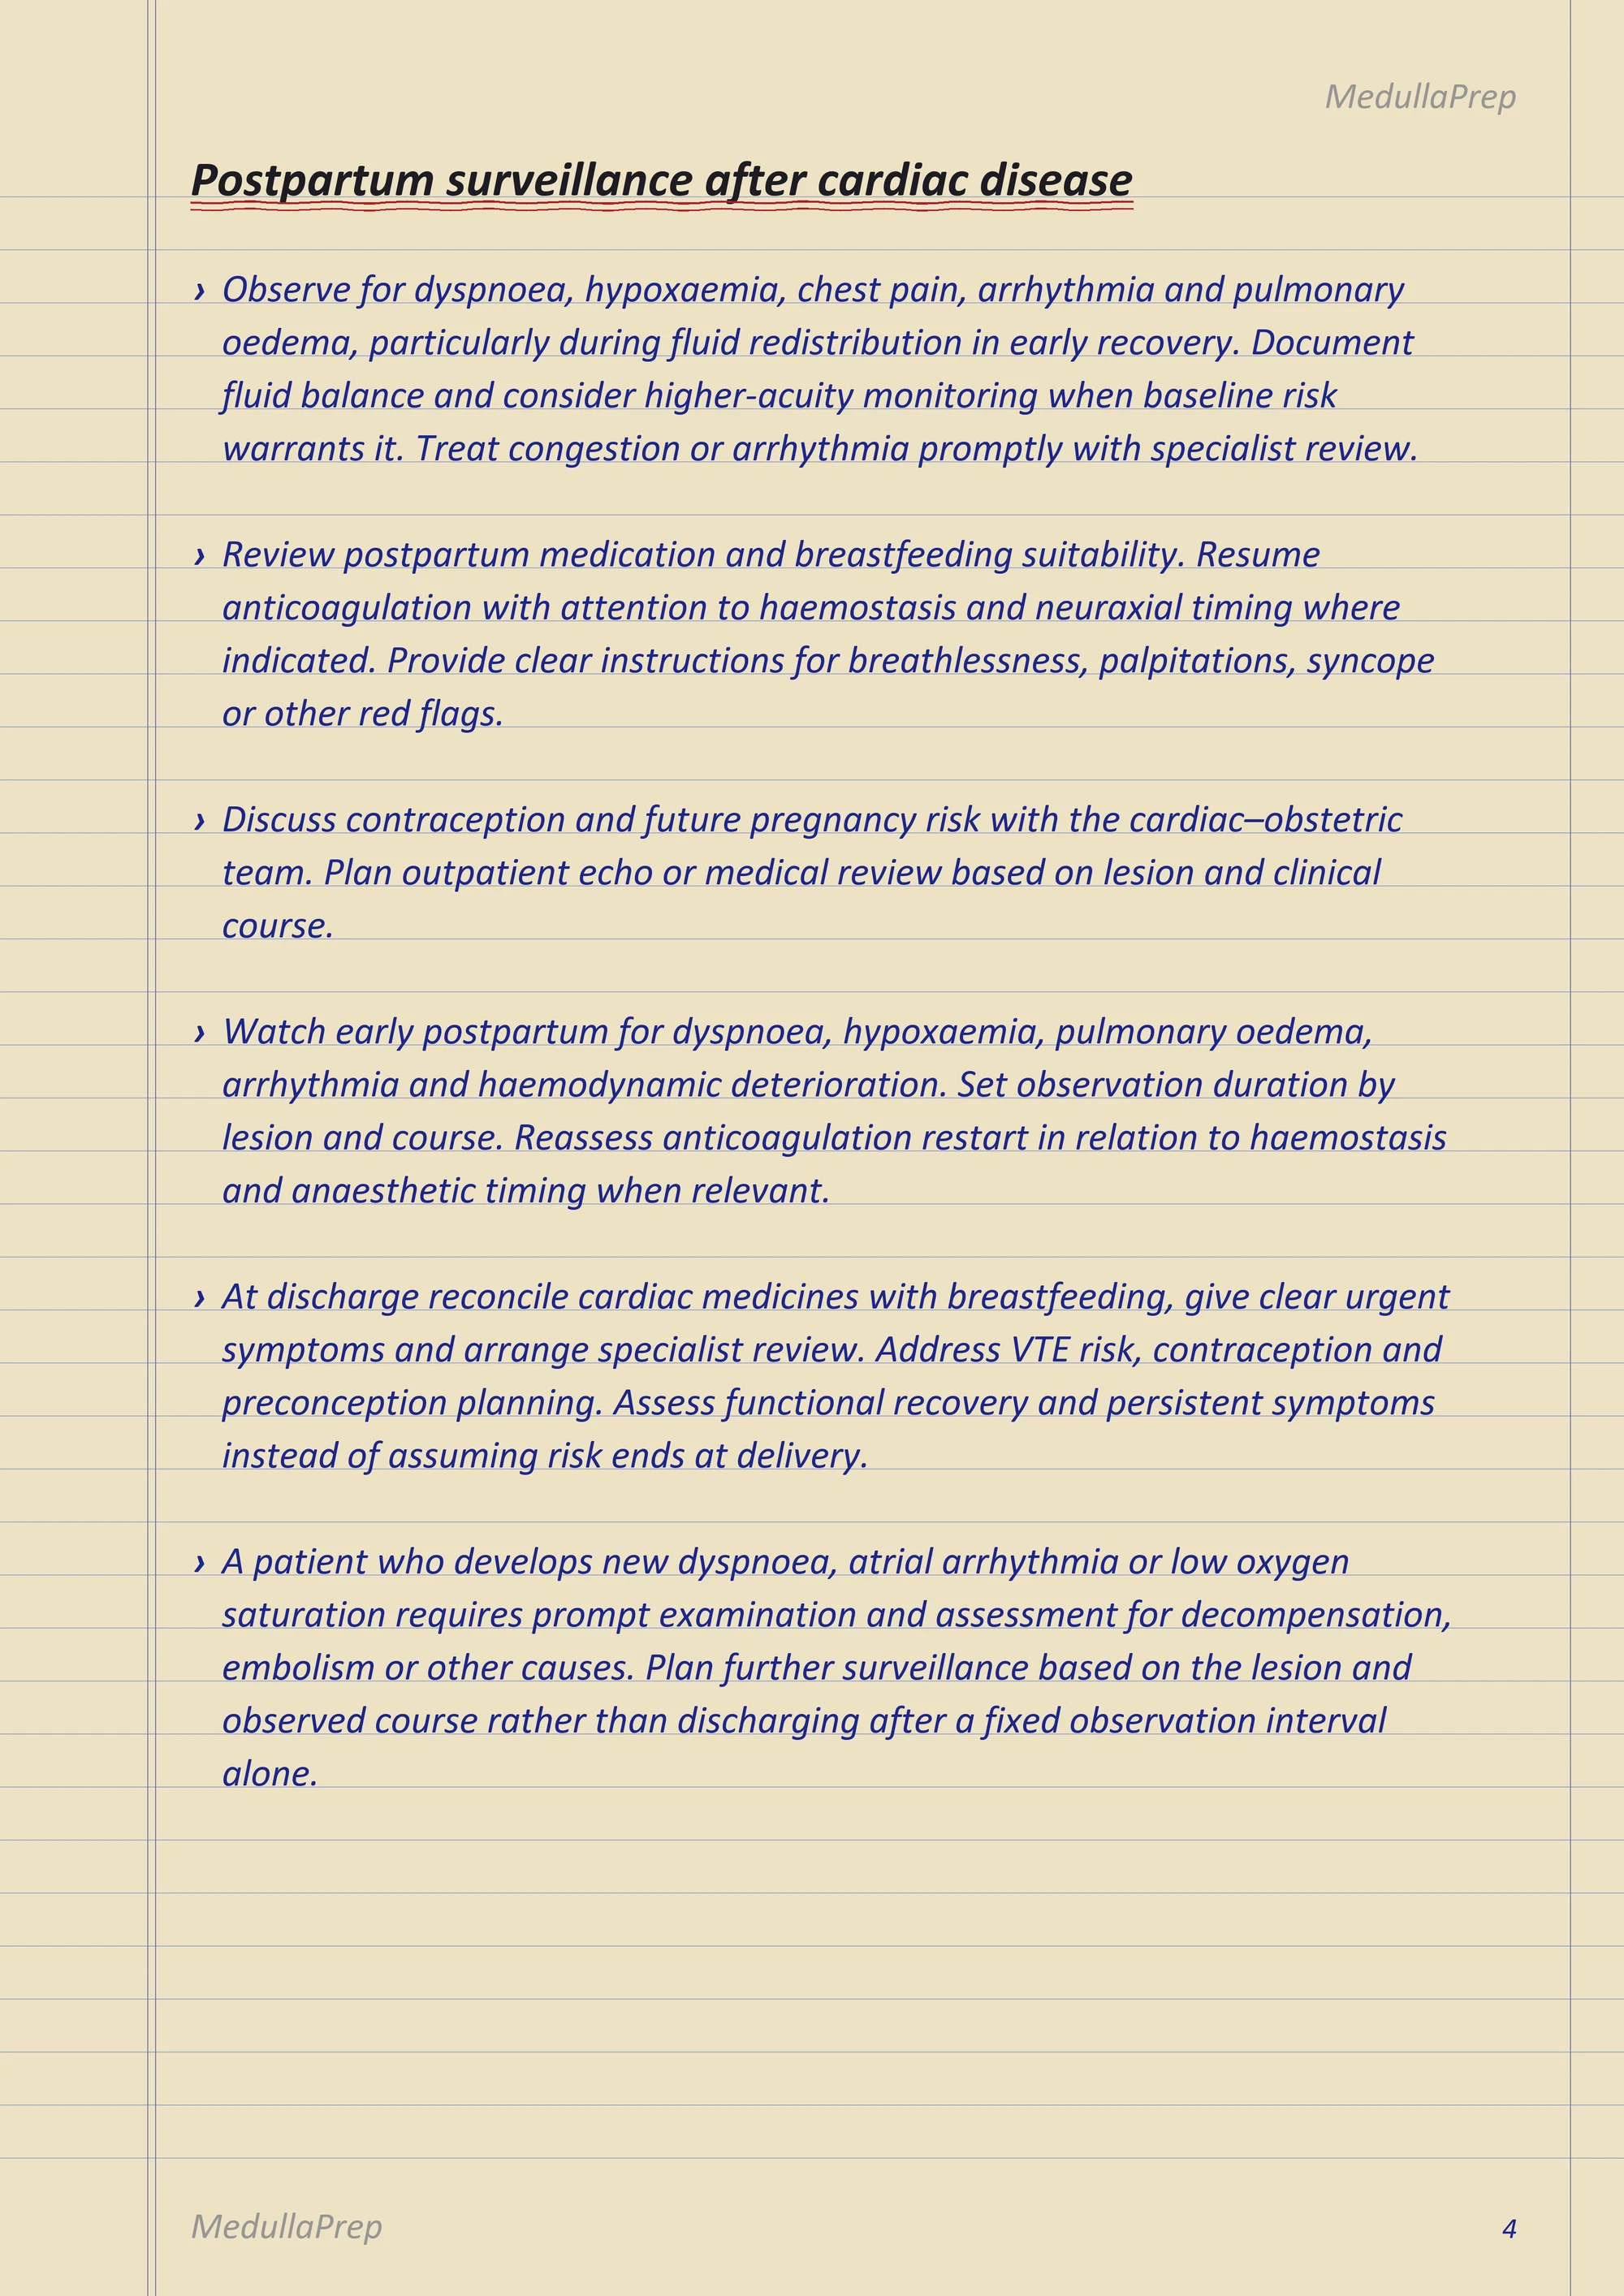 MedullaPrep
Postpartum surveillance after cardiac disease
› Observe for dyspnoea, hypoxaemia, chest pain, arrhythmia and pulmonary
oedema, particularly during fluid redistribution in early recovery. Document
fluid balance and consider higher-acuity monitoring when baseline risk
warrants it. Treat congestion or arrhythmia promptly with specialist review.
› Review postpartum medication and breastfeeding suitability. Resume
anticoagulation with attention to haemostasis and neuraxial timing where
indicated. Provide clear instructions for breathlessness, palpitations, syncope
or other red flags.
› Discuss contraception and future pregnancy risk with the cardiac–obstetric
team. Plan outpatient echo or medical review based on lesion and clinical
course.
› Watch early postpartum for dyspnoea, hypoxaemia, pulmonary oedema,
arrhythmia and haemodynamic deterioration. Set observation duration by
lesion and course. Reassess anticoagulation restart in relation to haemostasis
and anaesthetic timing when relevant.
› At discharge reconcile cardiac medicines with breastfeeding, give clear urgent
symptoms and arrange specialist review. Address VTE risk, contraception and
preconception planning. Assess functional recovery and persistent symptoms
instead of assuming risk ends at delivery.
› A patient who develops new dyspnoea, atrial arrhythmia or low oxygen
saturation requires prompt examination and assessment for decompensation,
embolism or other causes. Plan further surveillance based on the lesion and
observed course rather than discharging after a fixed observation interval
alone.
MedullaPrep
4